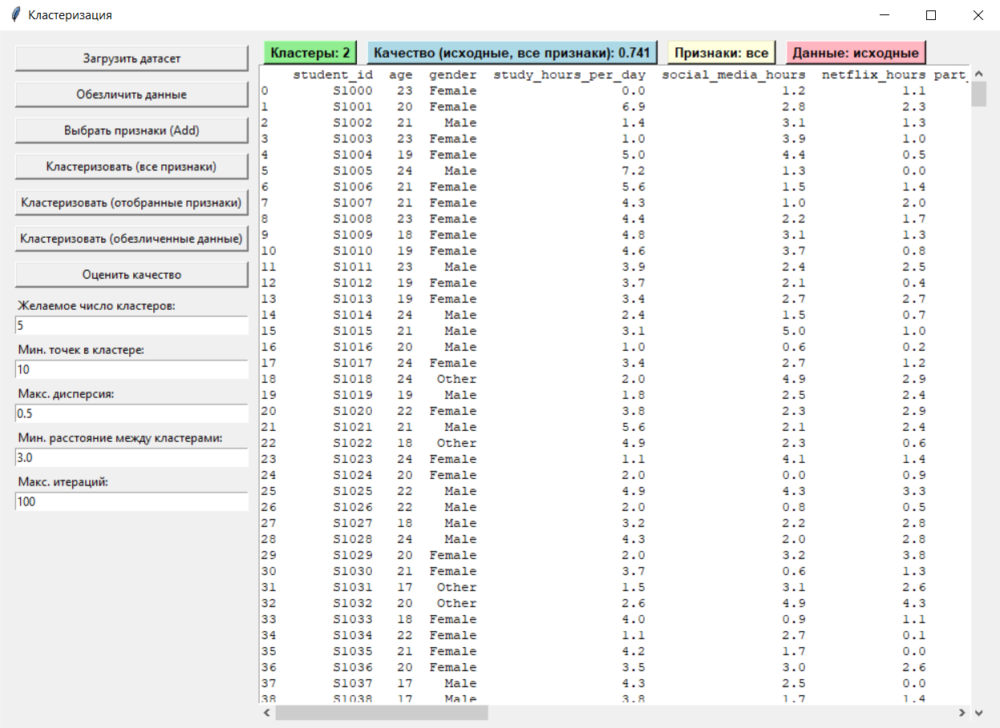 Кластеризация
Загрузить датасет
Обезличить данные
Выбрать признаки (Add)
Кластеризовать (все признаки)
Кластеризовать (отобранные признаки)
Кластеризовать (обезличенные данные)
Оценить качество
Желаемое число кластеров:
5
Мин. точек в кластере:
10
Макс. дисперсия:
0.5
Мин. расстояние между кластерами:
3.0
Макс. итераций:
100
Кластеры: 2 Качество (исходные, все признаки): 0.741 Признаки: все Данные: исходные
student_id age gender study_hours_per_day social_media_hours netflix_hours part_
0 S1000 23 Female 0.0 1.2 1.1
1 S1001 20 Female 6.9 2.8 2.3
2 S1002 21 Male 1.4 3.1 1.3
3 S1003 23 Female 1.0 3.9 1.0
4 S1004 19 Female 5.0 4.4 0.5
5 S1005 24 Male 7.2 1.3 0.0
6 S1006 21 Female 5.6 1.5 1.4
7 S1007 21 Female 4.3 1.0 2.0
8 S1008 23 Female 4.4 2.2 1.7
9 S1009 18 Female 4.8 3.1 1.3
10 S1010 19 Female 4.6 3.7 0.8
11 S1011 23 Male 3.9 2.4 2.5
12 S1012 19 Female 3.7 2.1 0.4
13 S1013 19 Female 3.4 2.7 2.7
14 S1014 24 Male 2.4 1.5 0.7
15 S1015 21 Male 3.1 5.0 1.0
16 S1016 20 Male 1.0 0.6 0.2
17 S1017 24 Female 3.4 2.7 1.2
18 S1018 24 Other 2.0 4.9 2.9
19 S1019 19 Male 1.8 2.5 2.4
20 S1020 22 Female 3.8 2.3 2.9
21 S1021 21 Male 5.6 2.1 2.4
22 S1022 18 Other 4.9 2.3 0.6
23 S1023 24 Female 1.1 4.1 1.4
24 S1024 20 Female 2.0 0.0 0.9
25 S1025 22 Male 4.9 4.3 3.3
26 S1026 22 Male 2.0 0.8 0.5
27 S1027 18 Male 3.2 2.2 2.8
28 S1028 24 Male 4.3 2.0 2.8
29 S1029 20 Female 2.0 3.2 3.8
30 S1030 21 Female 3.7 0.6 1.3
31 S1031 17 Other 1.5 3.1 2.6
32 S1032 20 Other 2.6 4.9 4.3
33 S1033 18 Female 4.0 0.9 1.1
34 S1034 22 Female 1.1 2.7 0.1
35 S1035 21 Female 4.2 1.7 0.0
36 S1036 20 Female 3.5 3.0 2.6
37 S1037 17 Male 4.3 2.5 0.0
38 S1038 17 Male 3.8 1.7 1.4